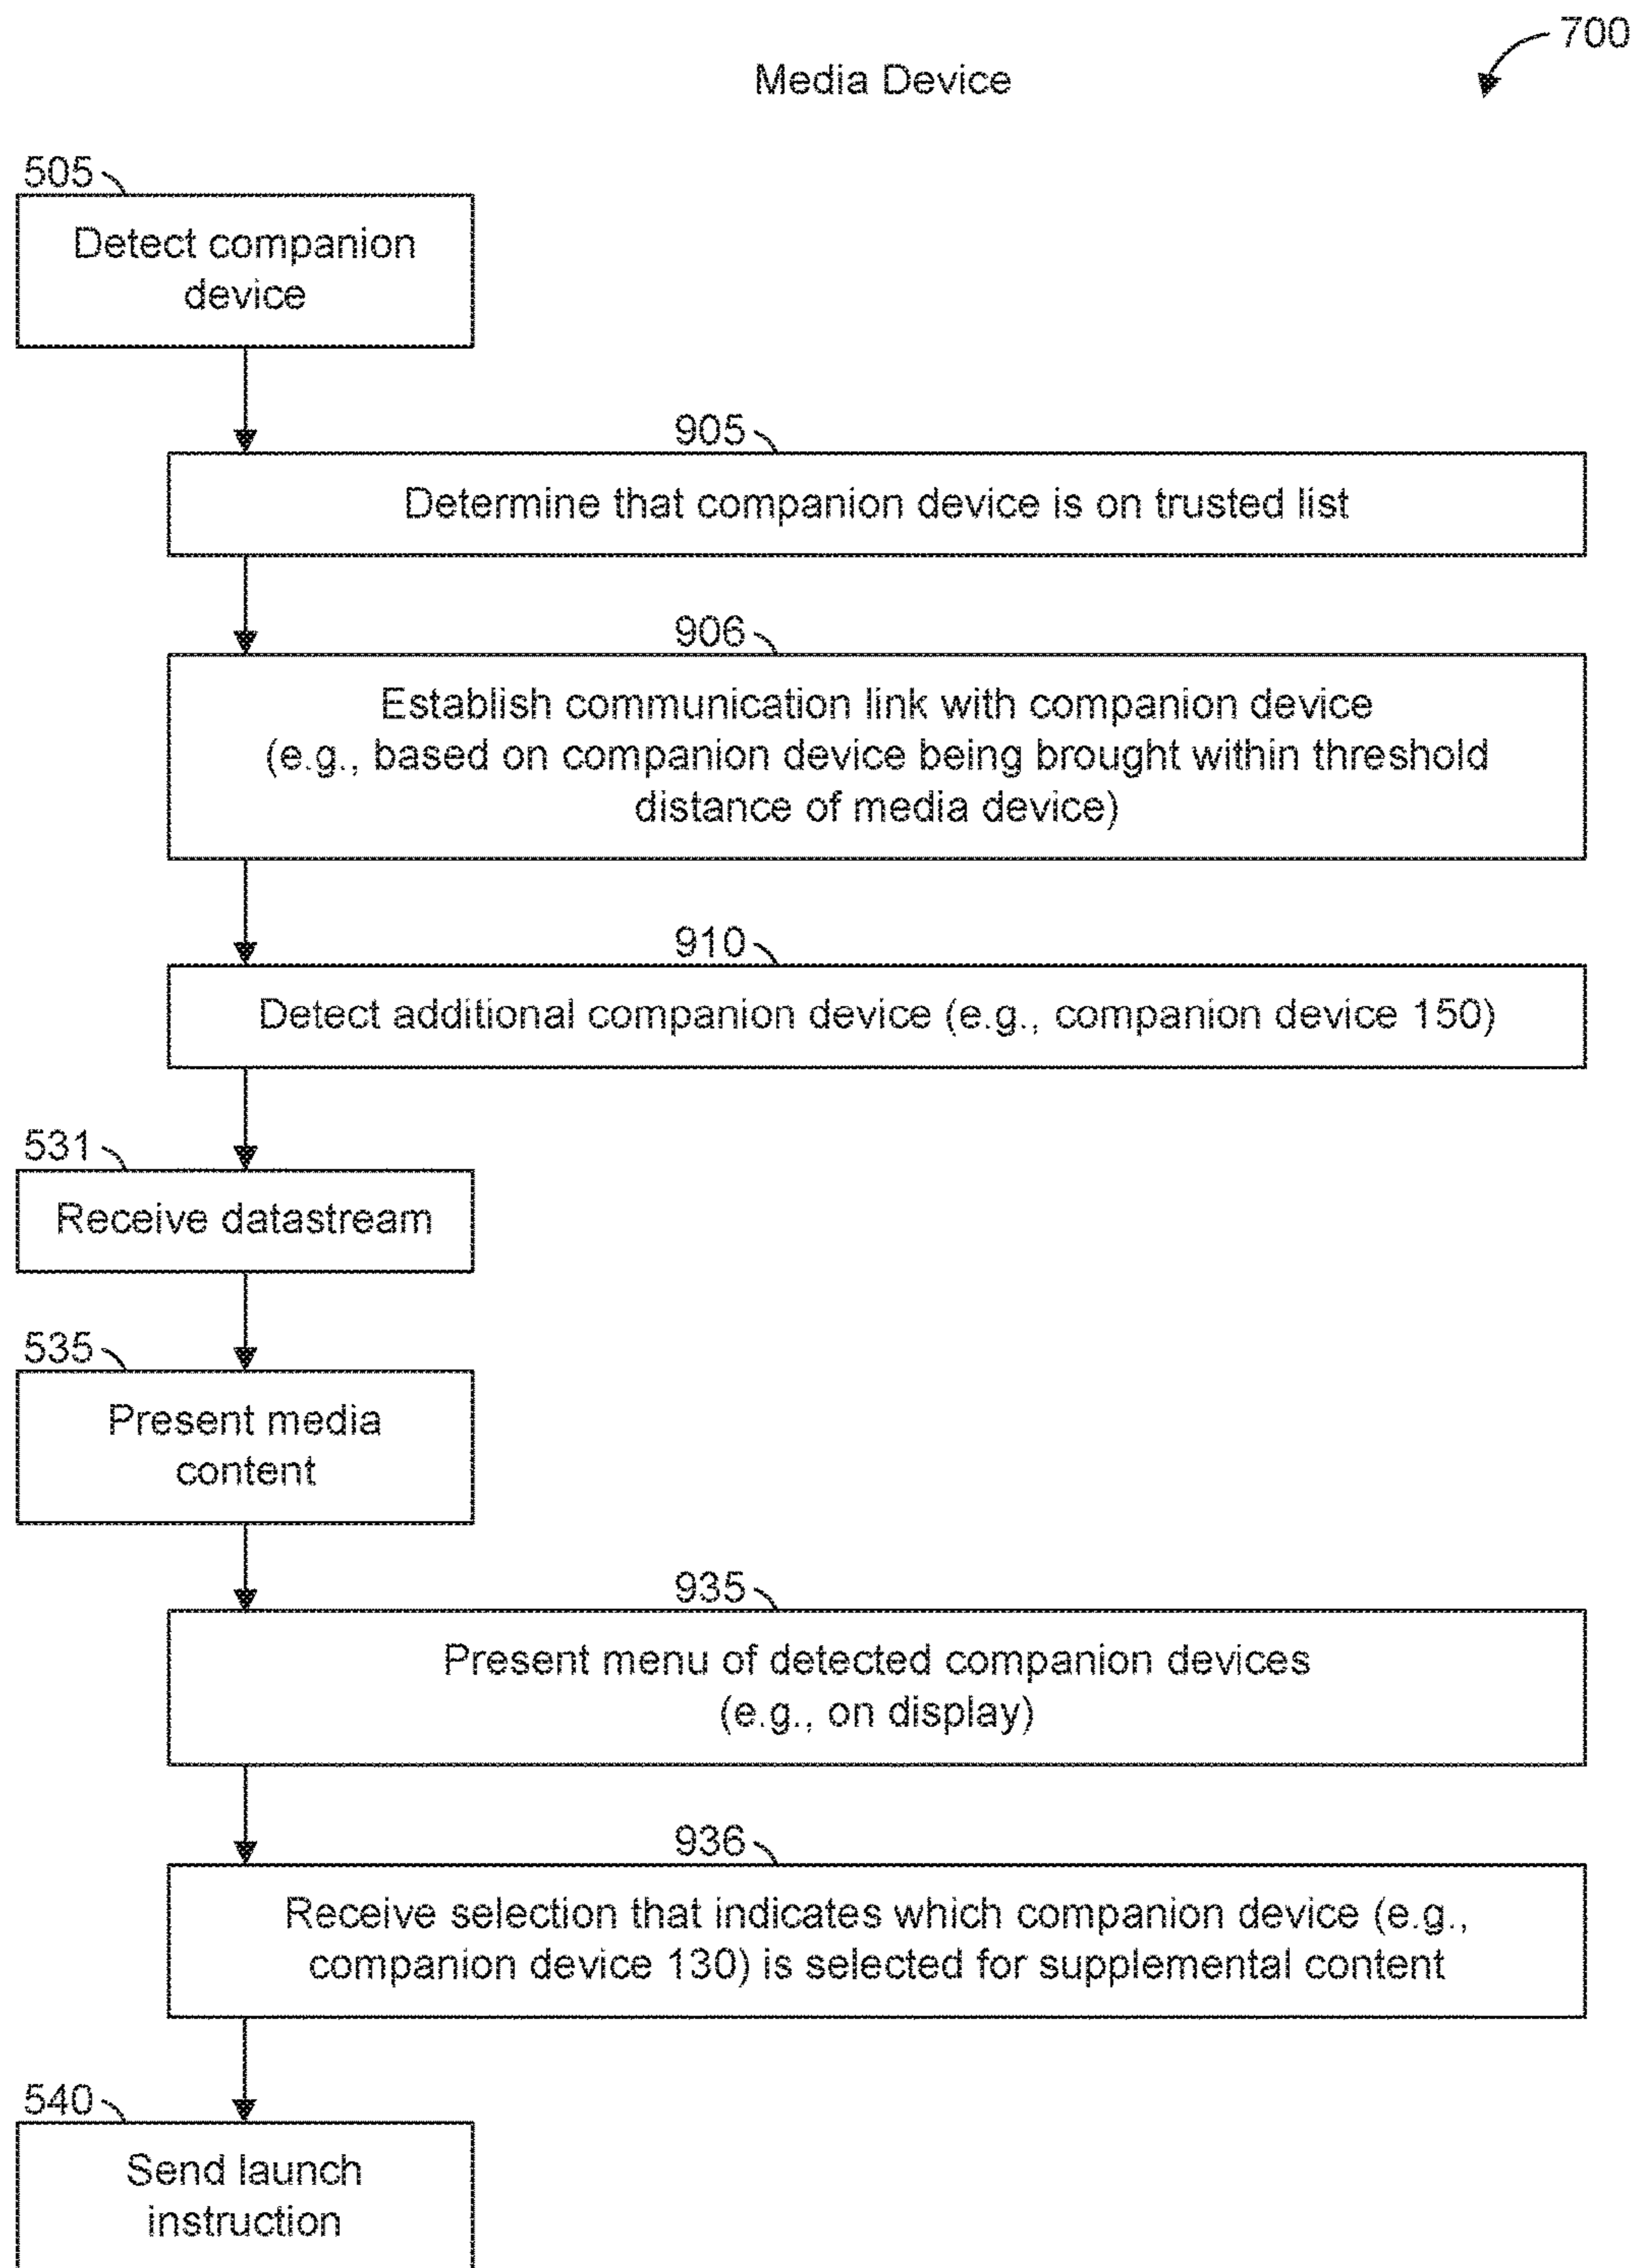 700
Media Device
505
Detect companion
device
905
Determine that companion device is on trusted list
906
Establish communication link with companion device
(e.g., based on companion device being brought within threshold
distance of media device)
910
Detect additional companion device (e.g., companion device 150)
531
Receive datastream
535
Present media
content
935
Present menu of detected companion devices
(e.g., on display)
936
Receive selection that indicates which companion device (e.g.,
companion device 130) is selected for supplemental content
540
Send launch
instruction